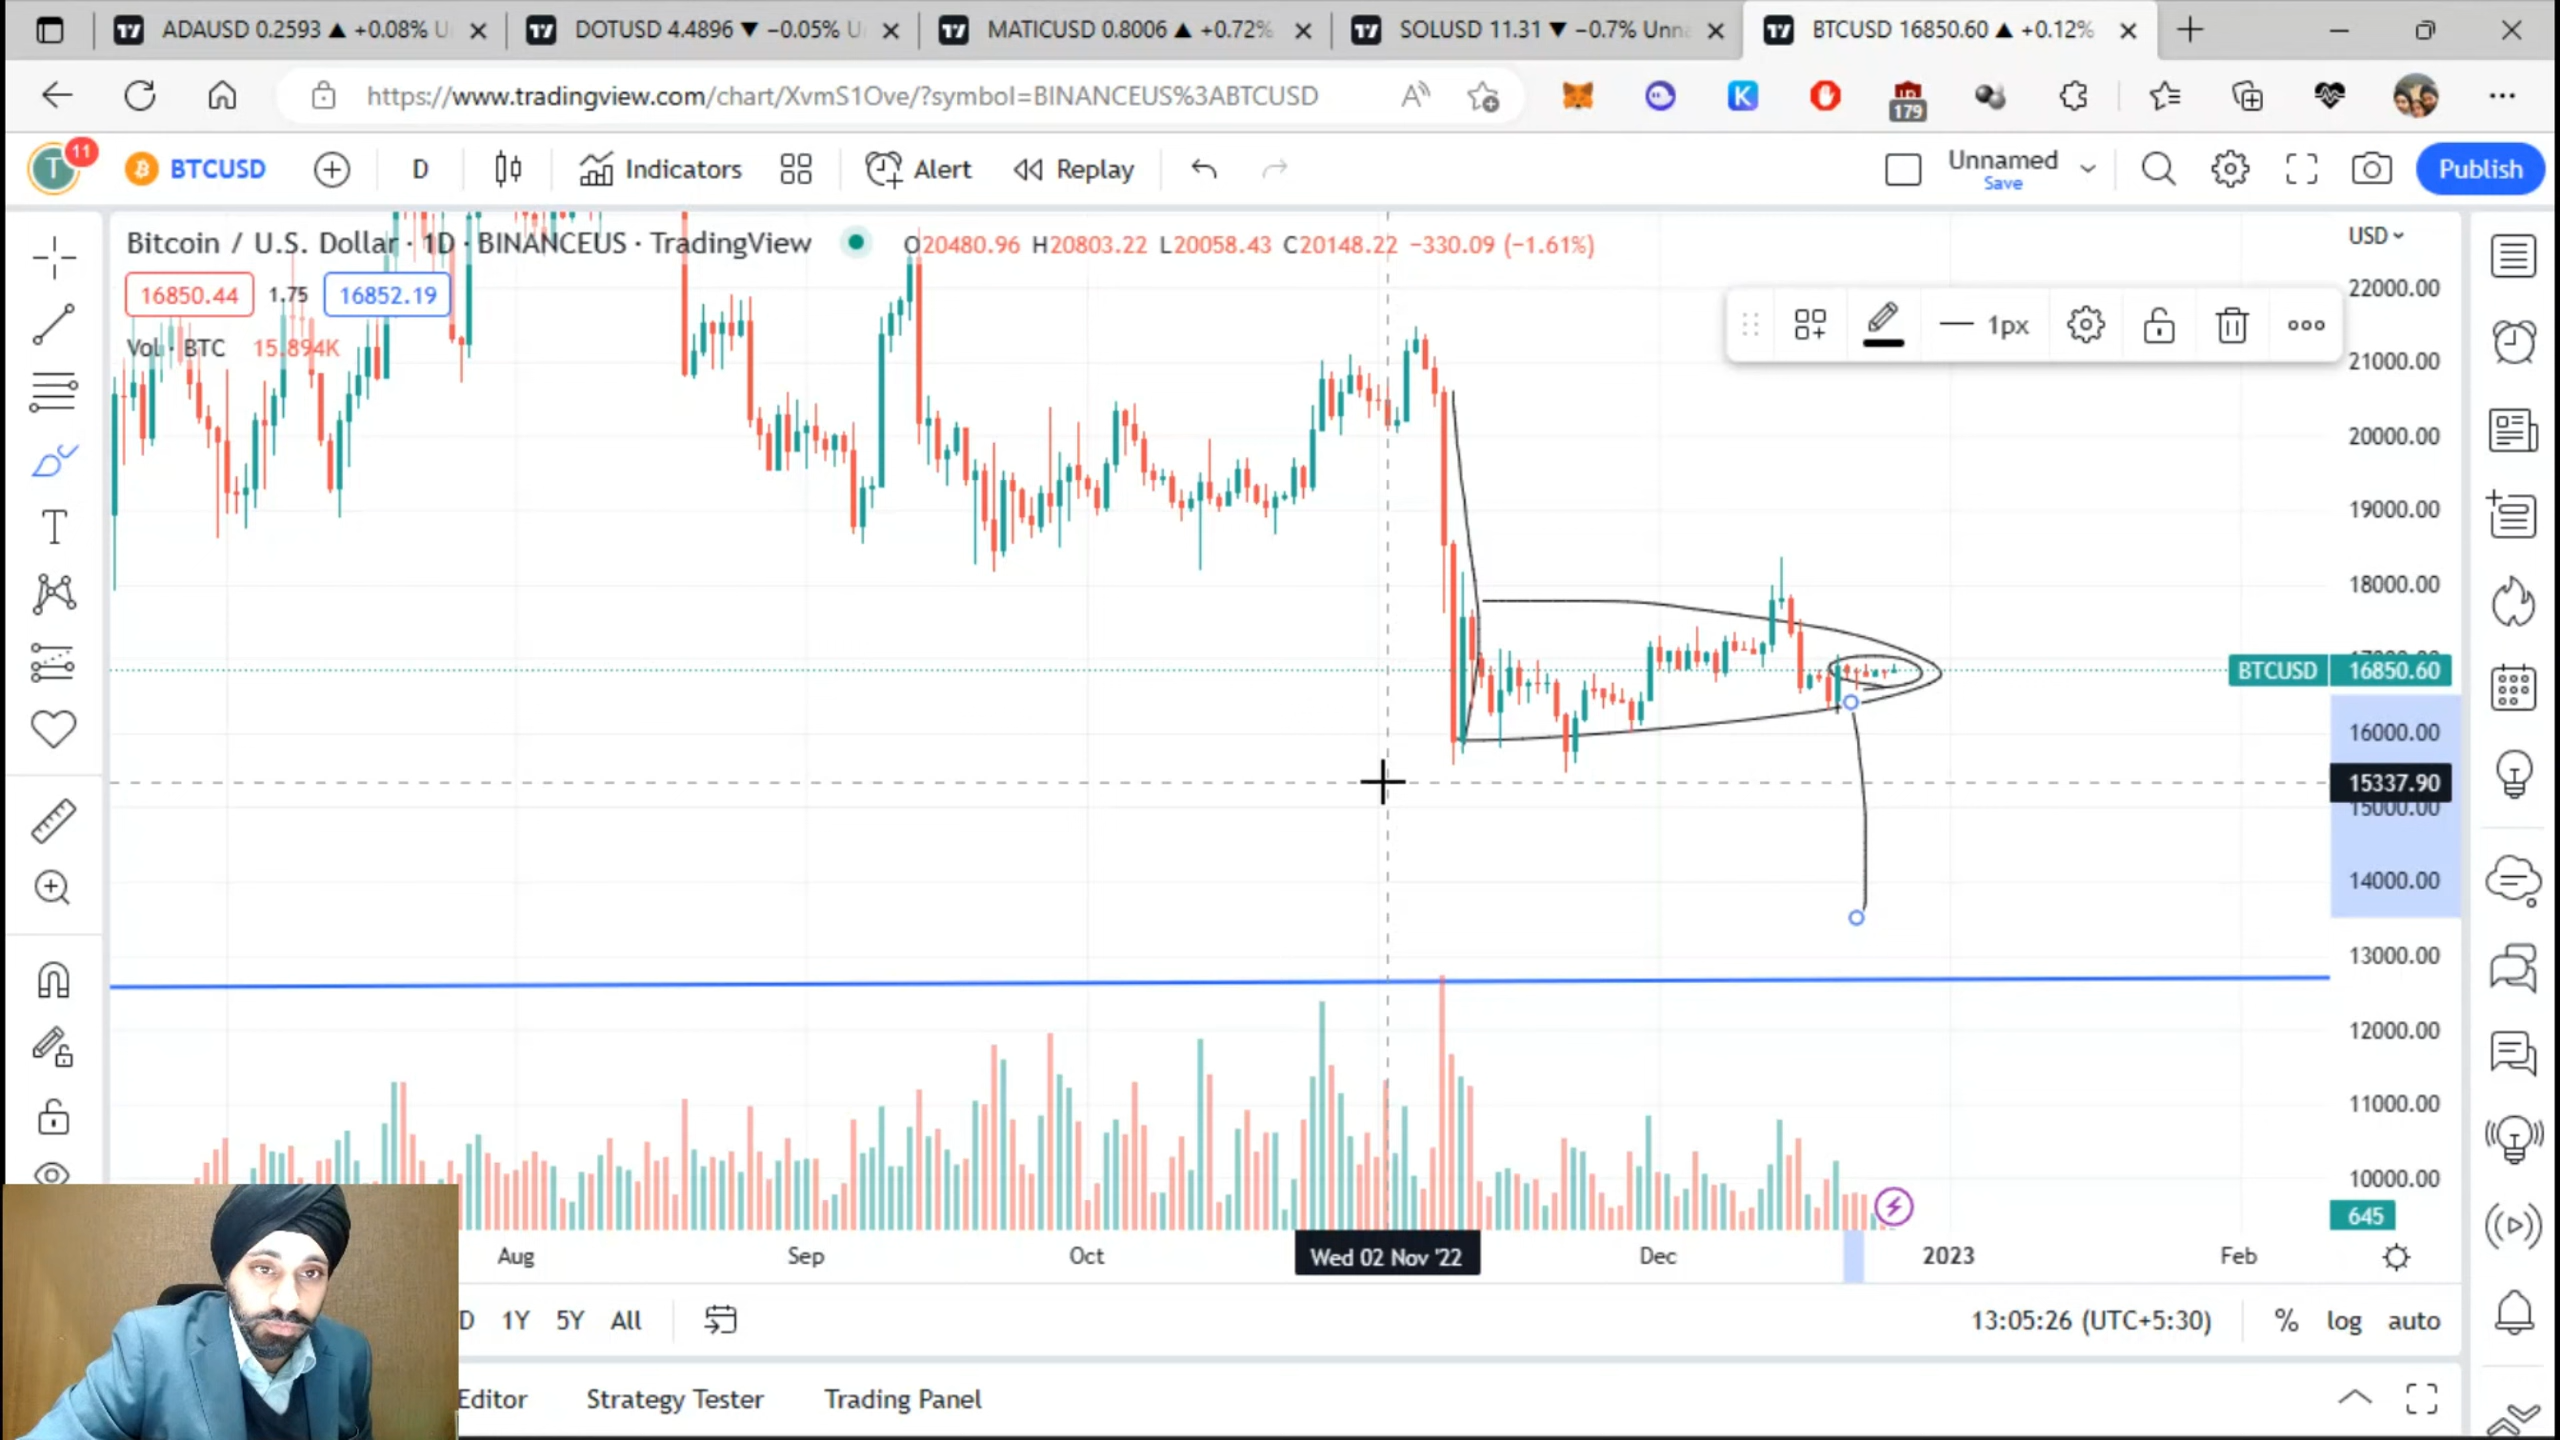 ADAUSD 0.2593 ▲ +0.08% U
DOTUSD 4.4896 ▼ −0.05% U
MATICUSD 0.8006 ▲ +0.72%
SOLUSD 11.31 ▼ −0.7% Unn
BTCUSD 16850.60 ▲ +0.12%
https://www.tradingview.com/chart/XvmS1Ove/?symbol=BINANCEUS%3ABTCUSD
K
179
T
11
BTCUSD
D
Indicators
Alert
Replay
Unnamed
Save
Publish
Bitcoin / U.S. Dollar · 1D · BINANCEUS · TradingView
O20480.96 H20803.22 L20058.43 C20148.22 −330.09 (−1.61%)
USD
16850.44
1.75
16852.19
Vol · BTC 15.894K
1px
22000.00
21000.00
20000.00
19000.00
18000.00
BTCUSD 16850.60
16000.00
15337.90
15000.00
14000.00
13000.00
12000.00
11000.00
10000.00
645
Aug
Sep
Oct
Wed 02 Nov '22
Dec
2023
Feb
D
1Y
5Y
All
13:05:26 (UTC+5:30)
%
log
auto
Editor
Strategy Tester
Trading Panel